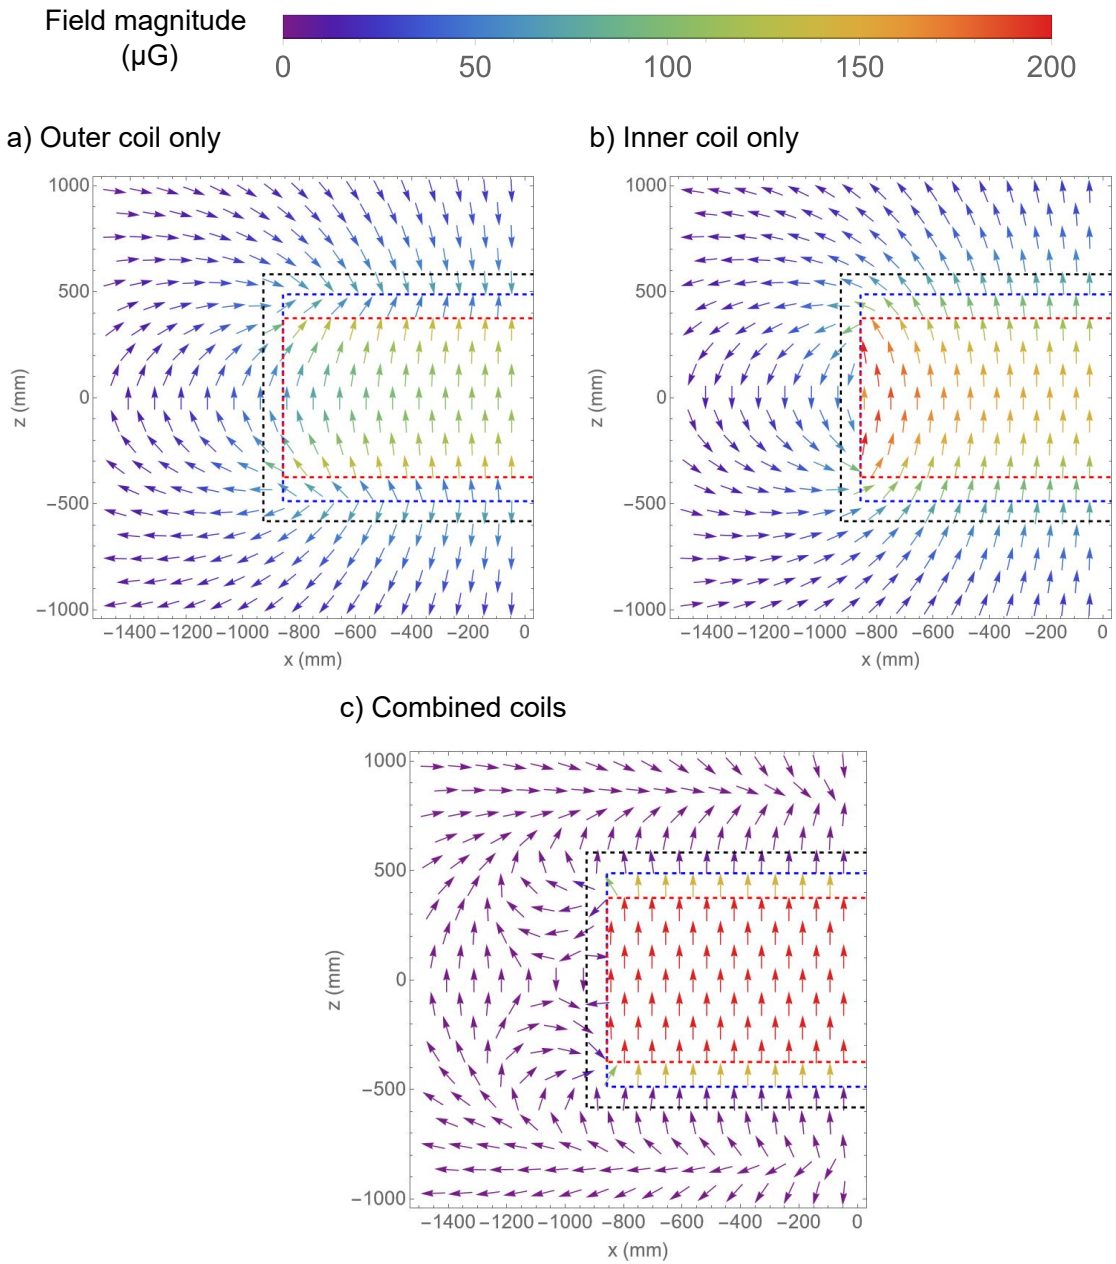 Field magnitude
(µG)
0 50 100 150 200
a) Outer coil only
b) Inner coil only
1000
500
0
−500
−1000
z (mm)
−1400 −1200 −1000 −800 −600 −400 −200 0
x (mm)
1000
500
0
−500
−1000
z (mm)
−1400 −1200 −1000 −800 −600 −400 −200 0
x (mm)
c) Combined coils
1000
500
0
−500
−1000
z (mm)
−1400 −1200 −1000 −800 −600 −400 −200 0
x (mm)